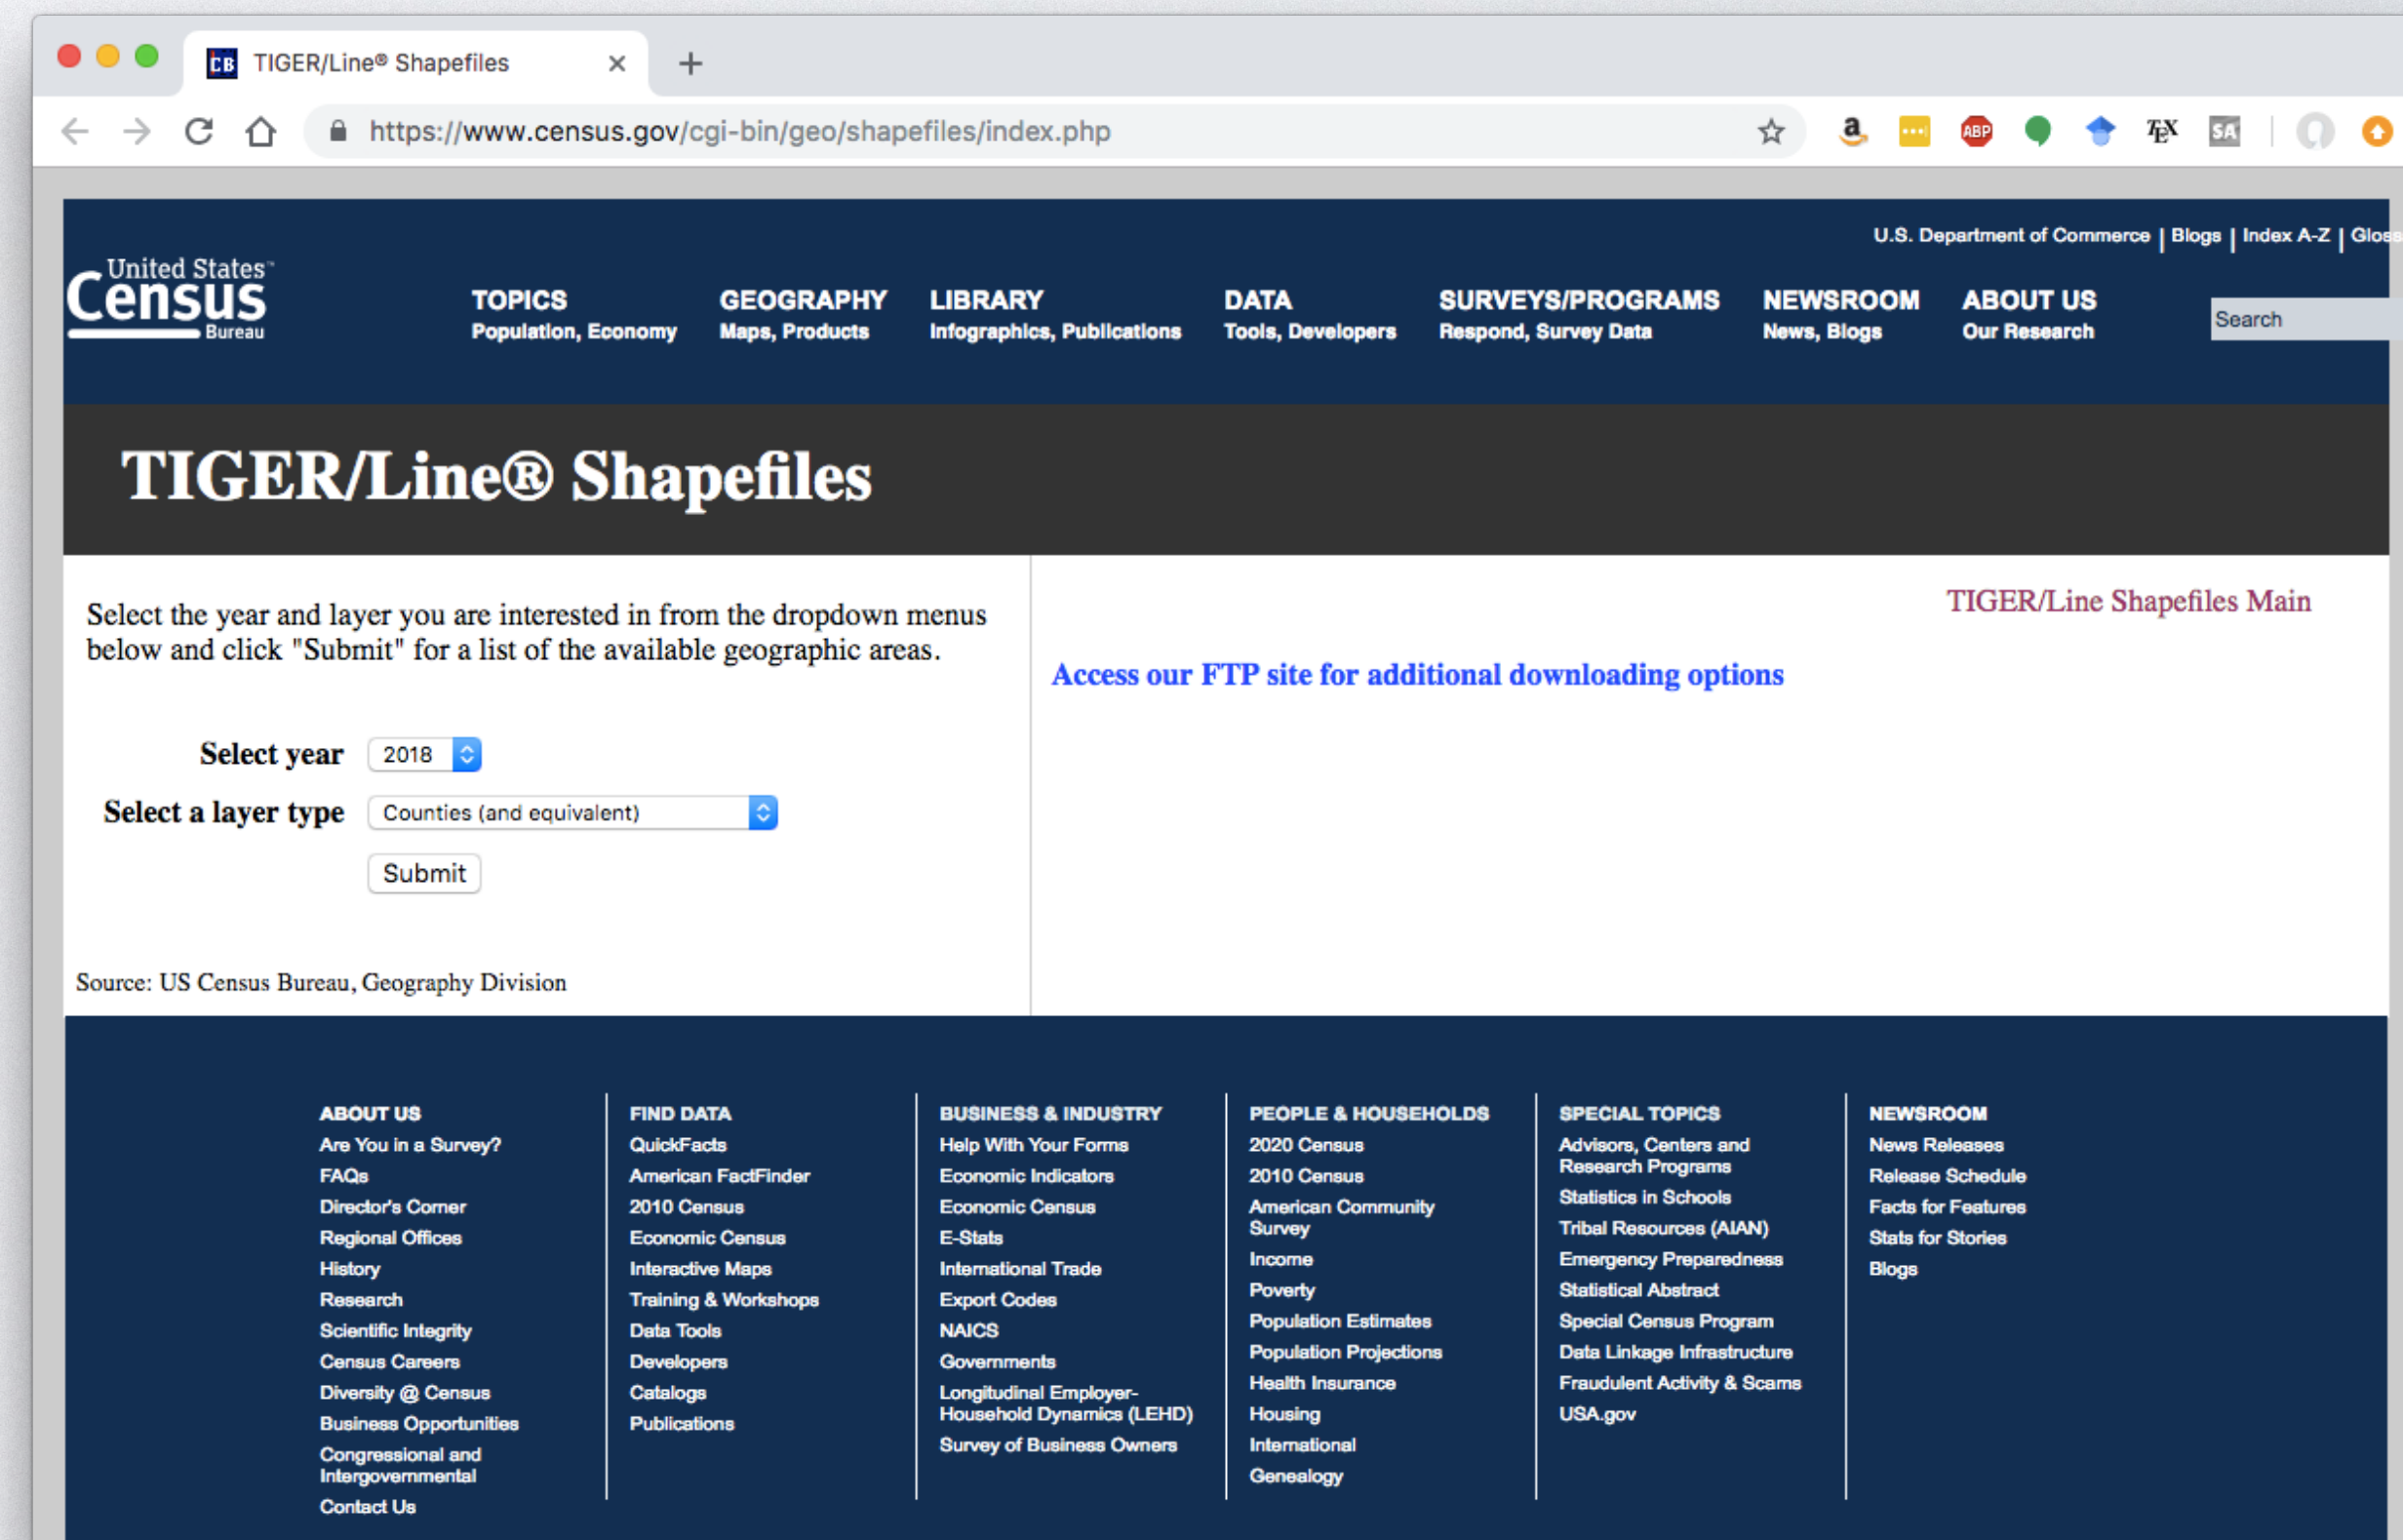 TIGER/Line® Shapefiles
https://www.census.gov/cgi-bin/geo/shapefiles/index.php
ABP
TEX
SA
U.S. Department of Commerce | Blogs | Index A-Z | Gloss
United States™
Census
Bureau
TOPICS
Population, Economy
GEOGRAPHY
Maps, Products
LIBRARY
Infographics, Publications
DATA
Tools, Developers
SURVEYS/PROGRAMS
Respond, Survey Data
NEWSROOM
News, Blogs
ABOUT US
Our Research
Search
TIGER/Line® Shapefiles
Select the year and layer you are interested in from the dropdown menus
below and click "Submit" for a list of the available geographic areas.
Select year 2018
Select a layer type Counties (and equivalent)
Submit
Source: US Census Bureau, Geography Division
TIGER/Line Shapefiles Main
Access our FTP site for additional downloading options
ABOUT US
Are You in a Survey?
FAQs
Director's Corner
Regional Offices
History
Research
Scientific Integrity
Census Careers
Diversity @ Census
Business Opportunities
Congressional and
Intergovernmental
Contact Us
FIND DATA
QuickFacts
American FactFinder
2010 Census
Economic Census
Interactive Maps
Training & Workshops
Data Tools
Developers
Catalogs
Publications
BUSINESS & INDUSTRY
Help With Your Forms
Economic Indicators
Economic Census
E-Stats
International Trade
Export Codes
NAICS
Governments
Longitudinal Employer-
Household Dynamics (LEHD)
Survey of Business Owners
PEOPLE & HOUSEHOLDS
2020 Census
2010 Census
American Community
Survey
Income
Poverty
Population Estimates
Population Projections
Health Insurance
Housing
International
Genealogy
SPECIAL TOPICS
Advisors, Centers and
Research Programs
Statistics in Schools
Tribal Resources (AIAN)
Emergency Preparedness
Statistical Abstract
Special Census Program
Data Linkage Infrastructure
Fraudulent Activity & Scams
USA.gov
NEWSROOM
News Releases
Release Schedule
Facts for Features
Stats for Stories
Blogs